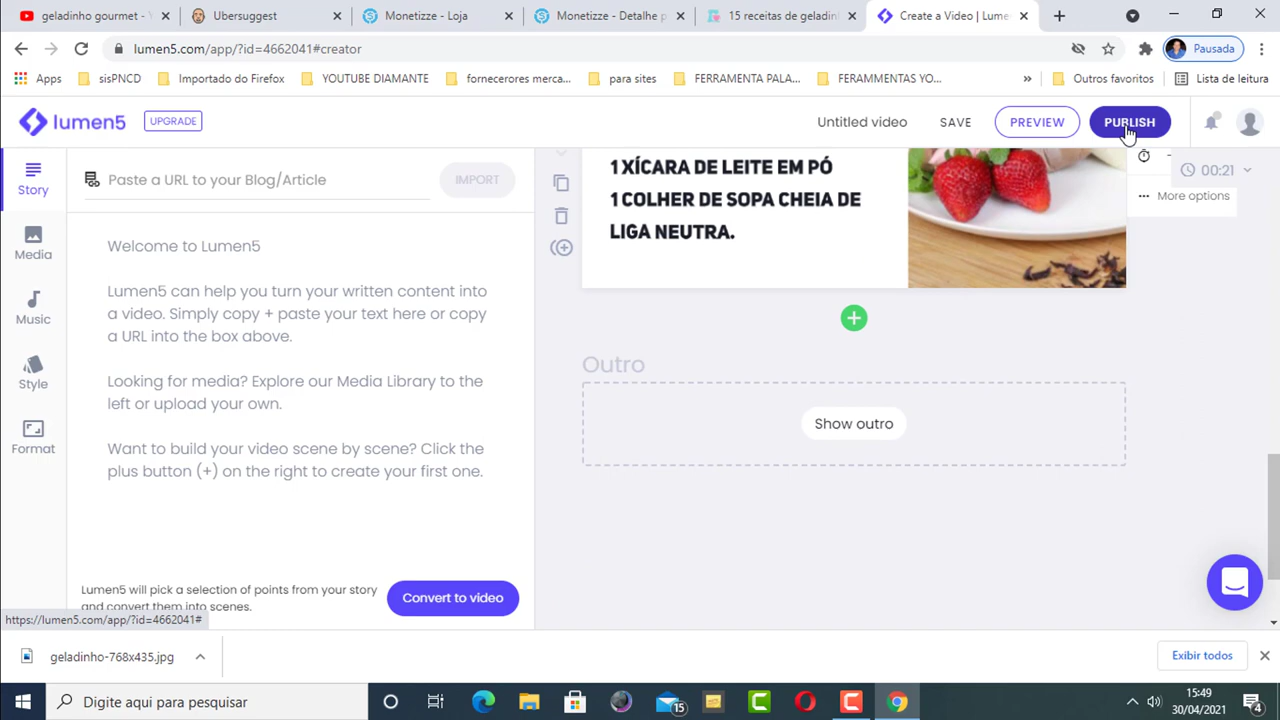 geladinho gourmet - Y
Ubersuggest
Monetizze - Loja
Monetizze - Detalhe p
15 receitas de geladinh
Create a Video | Lume
lumen5.com/app/?id=4662041#creator
Pausada
Apps
sisPNCD
Importado do Firefox
YOUTUBE DIAMANTE
fornecerores merca...
para sites
FERRAMENTA PALA...
FERAMMENTAS YO...
»
Outros favoritos
Lista de leitura
lumen5
UPGRADE
Untitled video
SAVE
PREVIEW
PUBLISH
Story
Media
Music
Style
Format
Paste a URL to your Blog/Article
IMPORT
Welcome to Lumen5
Lumen5 can help you turn your written content into
a video. Simply copy + paste your text here or copy
a URL into the box above.
Looking for media? Explore our Media Library to the
left or upload your own.
Want to build your video scene by scene? Click the
plus button (+) on the right to create your first one.
Lumen5 will pick a selection of points from your story
and convert them into scenes.
Convert to video
1 XÍCARA DE LEITE EM PÓ
1 COLHER DE SOPA CHEIA DE
LIGA NEUTRA.
00:21
More options
Outro
Show outro
https://lumen5.com/app/?id=4662041#
geladinho-768x435.jpg
Exibir todos
Digite aqui para pesquisar
15
15:49
30/04/2021
4